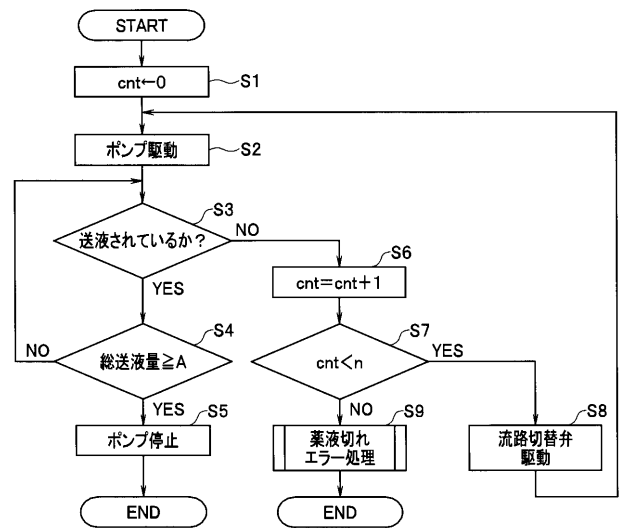 START
cnt←0
S1
ポンプ駆動
S2
送液されているか?
S3
NO
YES
cnt=cnt+1
S6
総送液量≧A
S4
NO
YES
cnt<n
S7
YES
NO
ポンプ停止
S5
薬液切れ
エラー処理
S9
流路切替弁
駆動
S8
END
END